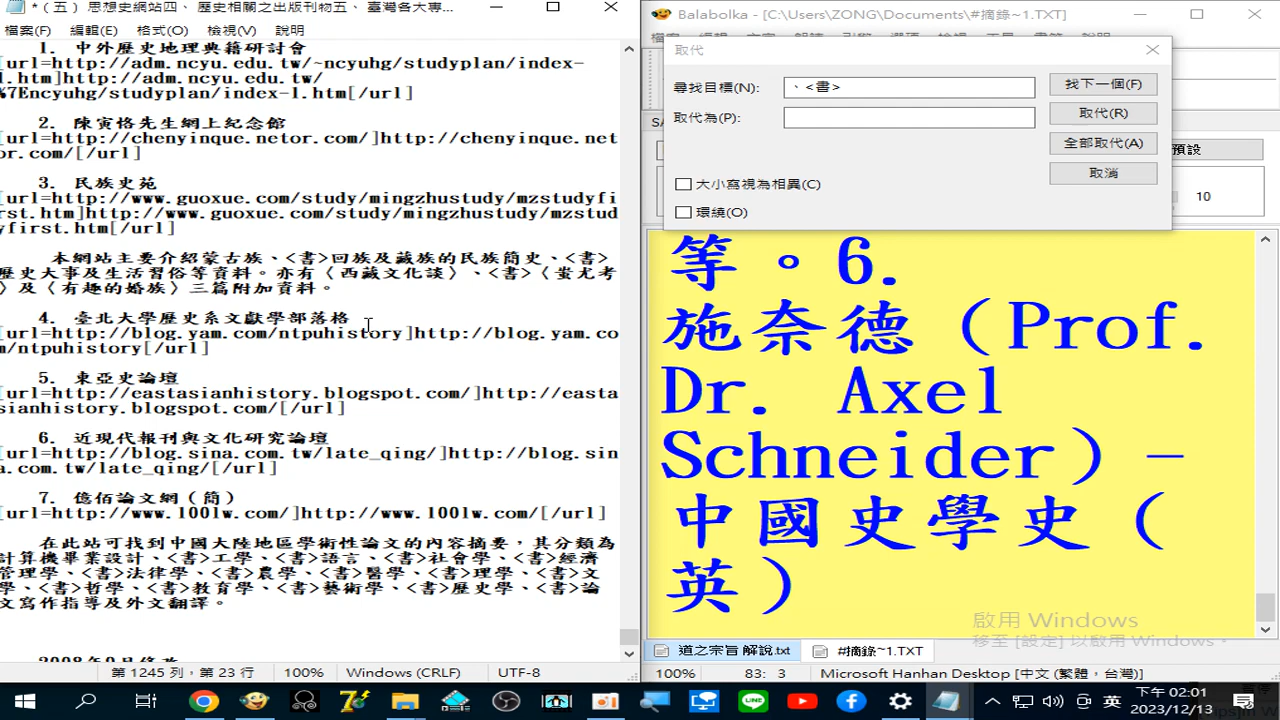 *（五）思想史網站四、 歷史相關之出版刊物五、 臺灣各大專...
檔案(F) 編輯(E) 格式(O) 檢視(V) 說明
1. 中外歷史地理典籍研討會
[url=http://adm.ncyu.edu.tw/~ncyuhg/studyplan/index-
l.htm]http://adm.ncyu.edu.tw/
%7Encyuhg/studyplan/index-l.htm[/url]
2. 陳寅恪先生網上紀念館
[url=http://chenyinque.netor.com/]http://chenyinque.net
or.com/[/url]
3. 民族史苑
[url=http://www.guoxue.com/study/mingzhustudy/mzstudyfi
rst.htm]http://www.guoxue.com/study/mingzhustudy/mzstud
yfirst.htm[/url]
本網站主要介紹蒙古族、<書>回族及藏族的民族簡史、<書>
歷史大事及生活習俗等資料。亦有〈西藏文化談〉、<書>〈蚩尤考
〉及〈有趣的婚族〉三篇附加資料。
4. 臺北大學歷史系文獻學部落格
[url=http://blog.yam.com/ntpuhistory]http://blog.yam.co
m/ntpuhistory[/url]
5. 東亞史論壇
[url=http://eastasianhistory.blogspot.com/]http://easta
sianhistory.blogspot.com/[/url]
6. 近現代報刊與文化研究論壇
[url=http://blog.sina.com.tw/late_qing/]http://blog.sin
a.com.tw/late_qing/[/url]
7. 億佰論文網（簡）
[url=http://www.100lw.com/]http://www.100lw.com/[/url]
在此站可找到中國大陸地區學術性論文的內容摘要，其分類為
計算機畢業設計、<書>工學、<書>語言、<書>社會學、<書>經濟
管理學、<書>法律學、<書>農學、<書>醫學、<書>理學、<書>文
學、<書>哲學、<書>教育學、<書>藝術學、<書>歷史學、<書>論
文寫作指導及外文翻譯。
2008年9月修改
第 1245 列，第 23 行 100% Windows (CRLF) UTF-8
Balabolka - [C:\Users\ZONG\Documents\#摘錄~1.TXT]
取代
尋找目標(N): 、<書> 找下一個(F)
取代為(P): 取代(R)
全部取代(A)
預設
取消
大小寫視為相異(C)
10
環繞(O)
等。6.
施奈德（Prof.
Dr. Axel
Schneider）-
中國史學史（
英）
啟用 Windows
移至 [設定] 以啟用 Windows。
道之宗旨 解說.txt #摘錄~1.TXT
100% 83: 3 Microsoft Hanhan Desktop [中文 (繁體，台灣)]
英
下午 02:01
2023/12/13